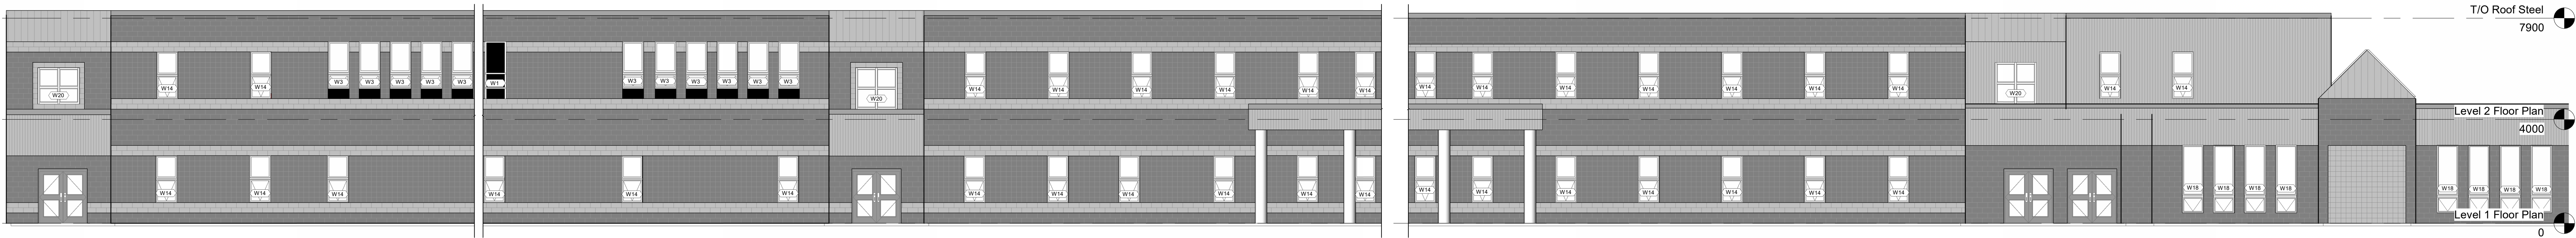 T/O Roof Steel
7900
W20 W14 W14 W3 W3 W3 W3 W3 W1 W3 W3 W3 W3 W3 W3 W20 W14 W14 W14 W14 W14 W14 W14 W14 W14 W14 W14 W14 W14 W20 W14 W14
Level 2 Floor Plan
4000
W14 W14 W14 W14 W14 W14 W14 W14 W14 W14 W14 W14 W14 W14 W14 W14 W14 W14 W14 W18 W18 W18 W18 W18 W18 W18 W18
Level 1 Floor Plan
0